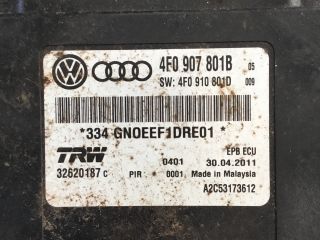 4F0 907 801B 05
SW: 4F0 910 801D 009
*334 GN0EEF1DRE01 *
TRW EPB ECU
0401 30.04.2011
32620187 C PIR * 0001 Made in Malaysia
A2C53173612